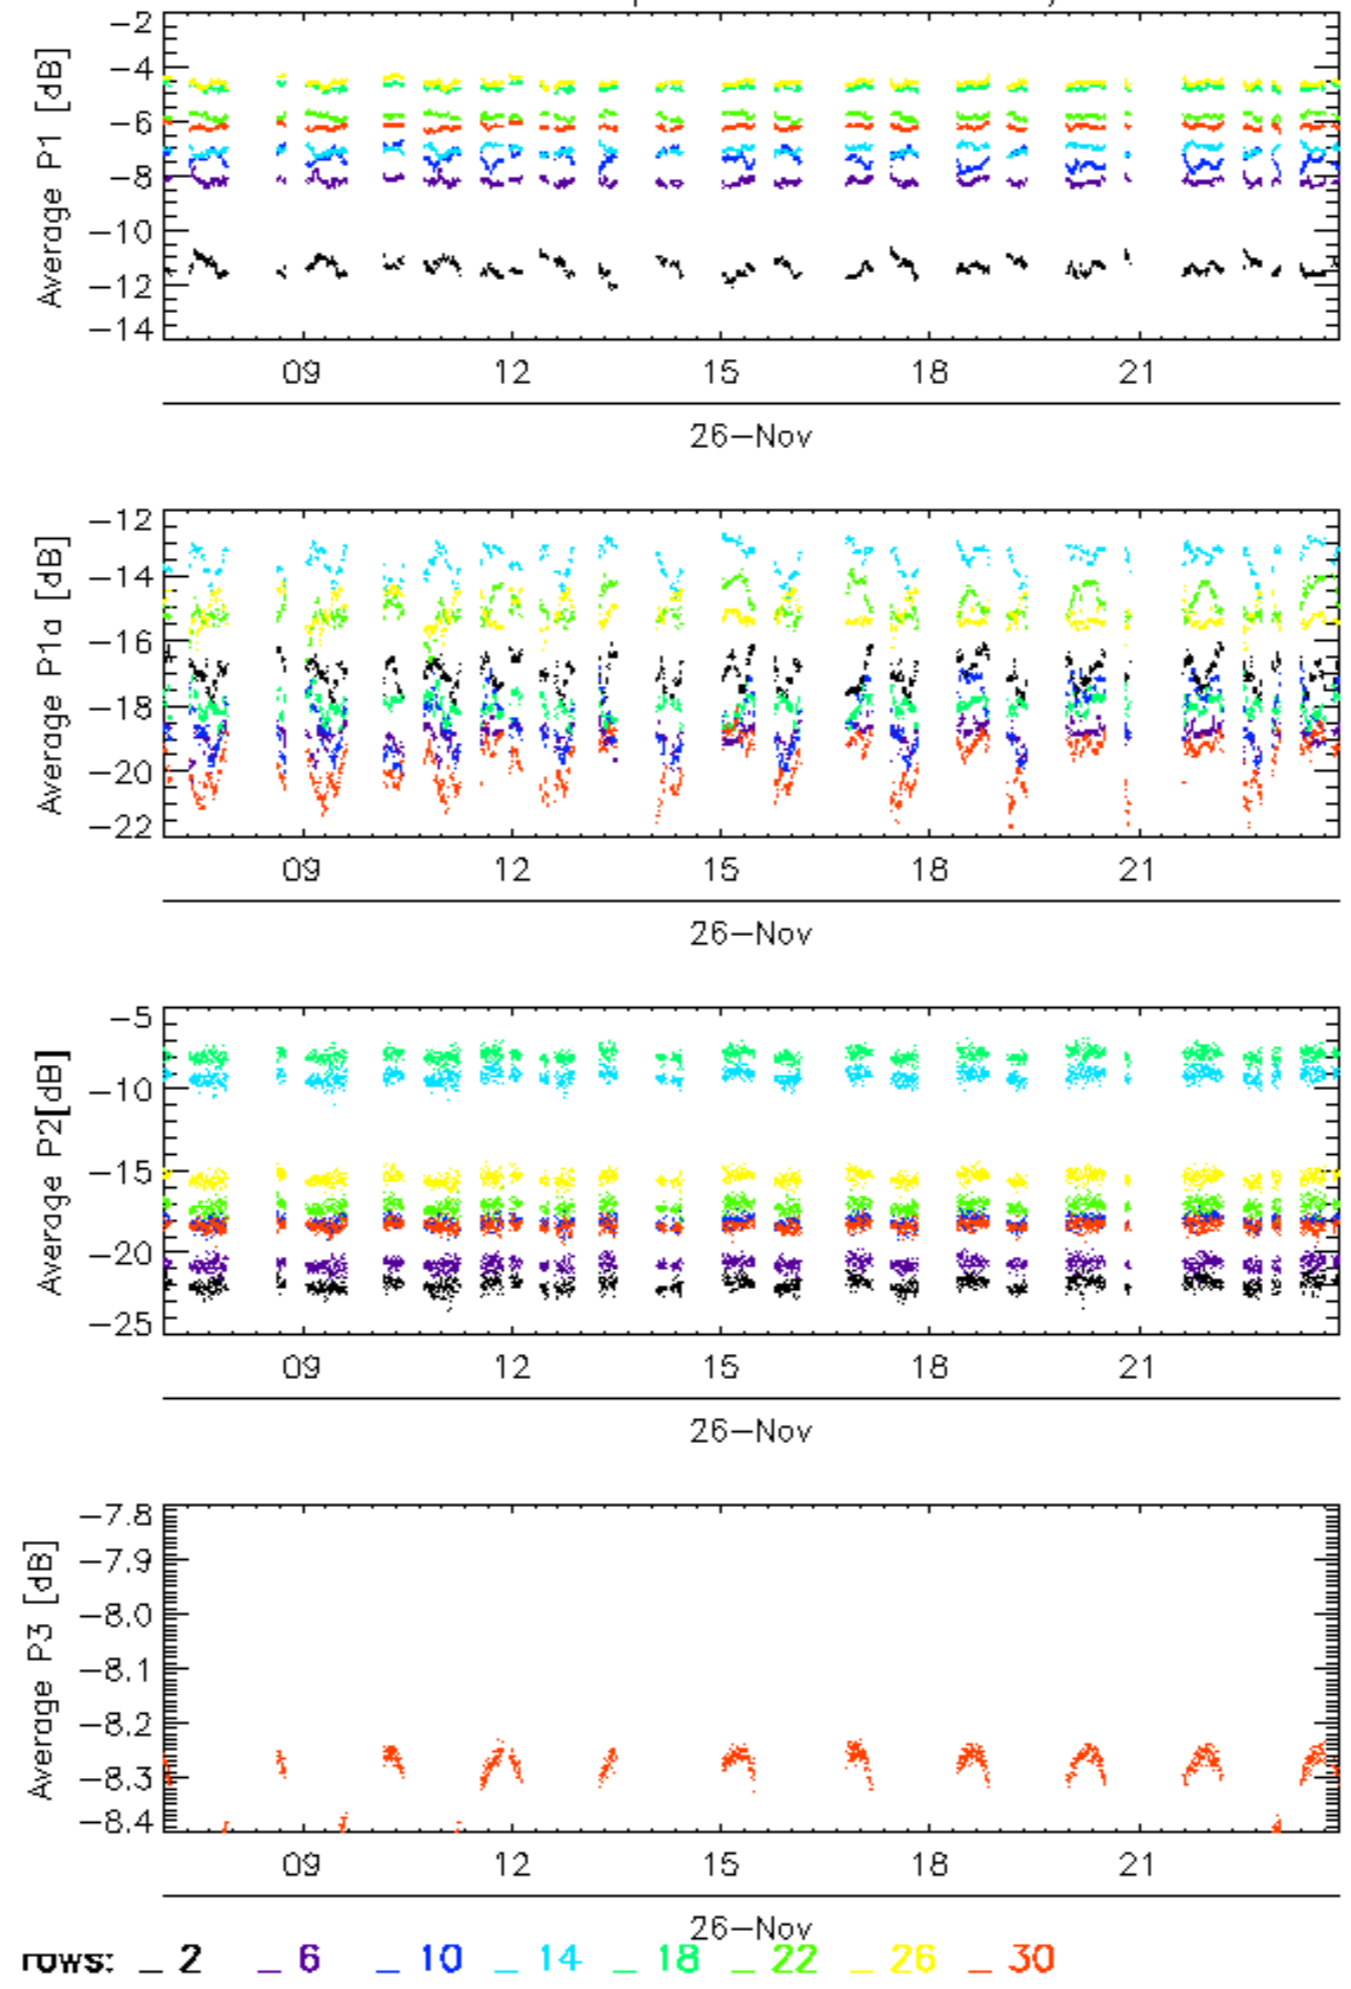 Average P1 [dB]
−2
−4
−6
−8
−10
−12
−14
09 12 15 18 21
26−Nov
Average P1a [dB]
−12
−14
−16
−18
−20
−22
09 12 15 18 21
26−Nov
Average P2[dB]
−5
−10
−15
−20
−25
09 12 15 18 21
26−Nov
Average P3 [dB]
−7.8
−7.9
−8.0
−8.1
−8.2
−8.3
−8.4
09 12 15 18 21
26−Nov
rows: _ 2 _ 6 _ 10 _ 14 _ 18 _ 22 _ 26 _ 30